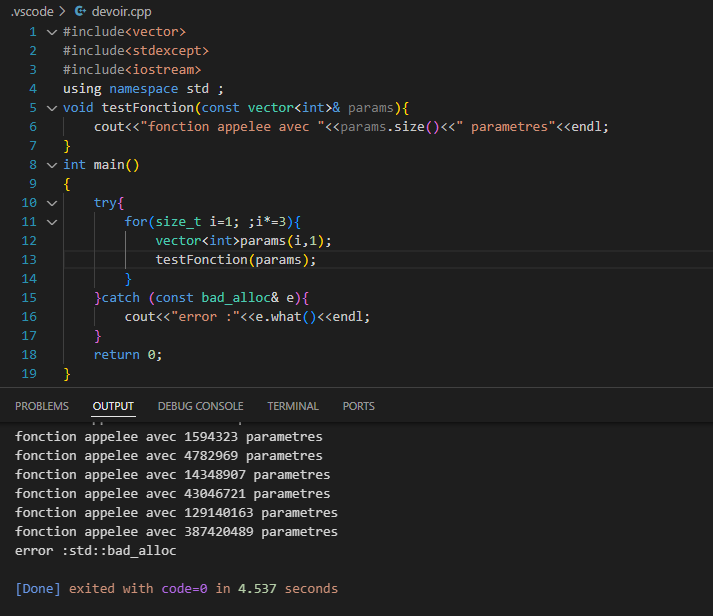 .vscode > devoir.cpp
1 #include<vector>
2 #include<stdexcept>
3 #include<iostream>
4 using namespace std ;
5 void testFonction(const vector<int>& params){
6 cout<<"fonction appelee avec "<<params.size()<<" parametres"<<endl;
7 }
8 int main()
9 {
10 try{
11 for(size_t i=1; ;i*=3){
12 vector<int>params(i,1);
13 testFonction(params);
14 }
15 }catch (const bad_alloc& e){
16 cout<<"error :"<<e.what()<<endl;
17 }
18 return 0;
19 }
PROBLEMS OUTPUT DEBUG CONSOLE TERMINAL PORTS
fonction appelee avec 1594323 parametres
fonction appelee avec 4782969 parametres
fonction appelee avec 14348907 parametres
fonction appelee avec 43046721 parametres
fonction appelee avec 129140163 parametres
fonction appelee avec 387420489 parametres
error :std::bad_alloc
[Done] exited with code=0 in 4.537 seconds